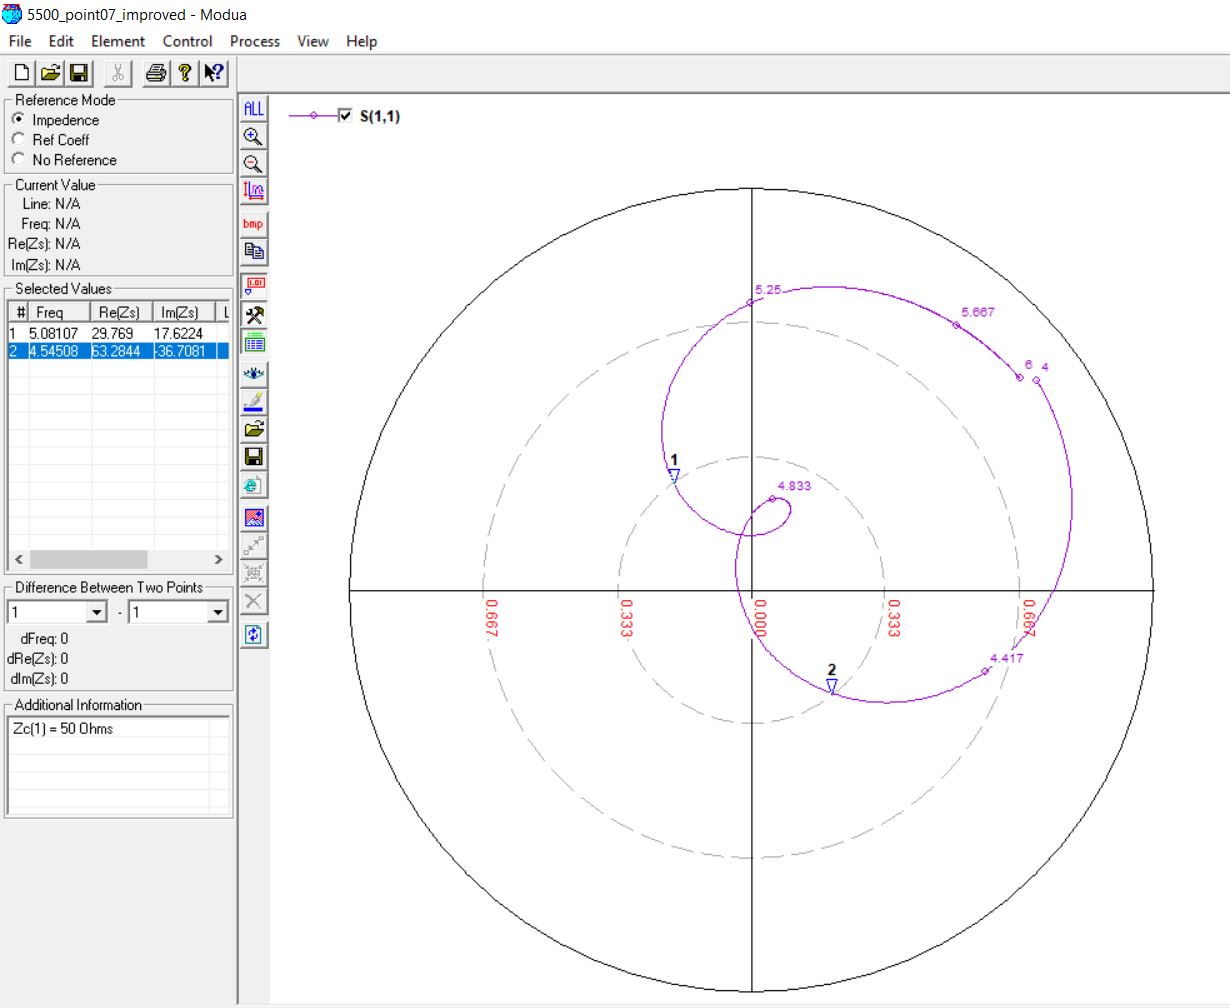 5500_point07_improved - Modua
File Edit Element Control Process View Help
Reference Mode
Impedence
Ref Coeff
No Reference
Current Value
Line: N/A
Freq: N/A
Re(Zs): N/A
Im(Zs): N/A
Selected Values
# Freq Re(Zs) Im(Zs) L
1 5.08107 29.769 17.6224
2 4.54508 63.2844 -36.7081
Difference Between Two Points
1 - 1
dFreq: 0
dRe(Zs): 0
dIm(Zs): 0
Additional Information
Zc(1) = 50 Ohms
ALL
bmp
1.01
S(1,1)
5.25
5.667
6 4
1
4.833
0.667 0.333 0.000 0.333 0.667
4.417
2